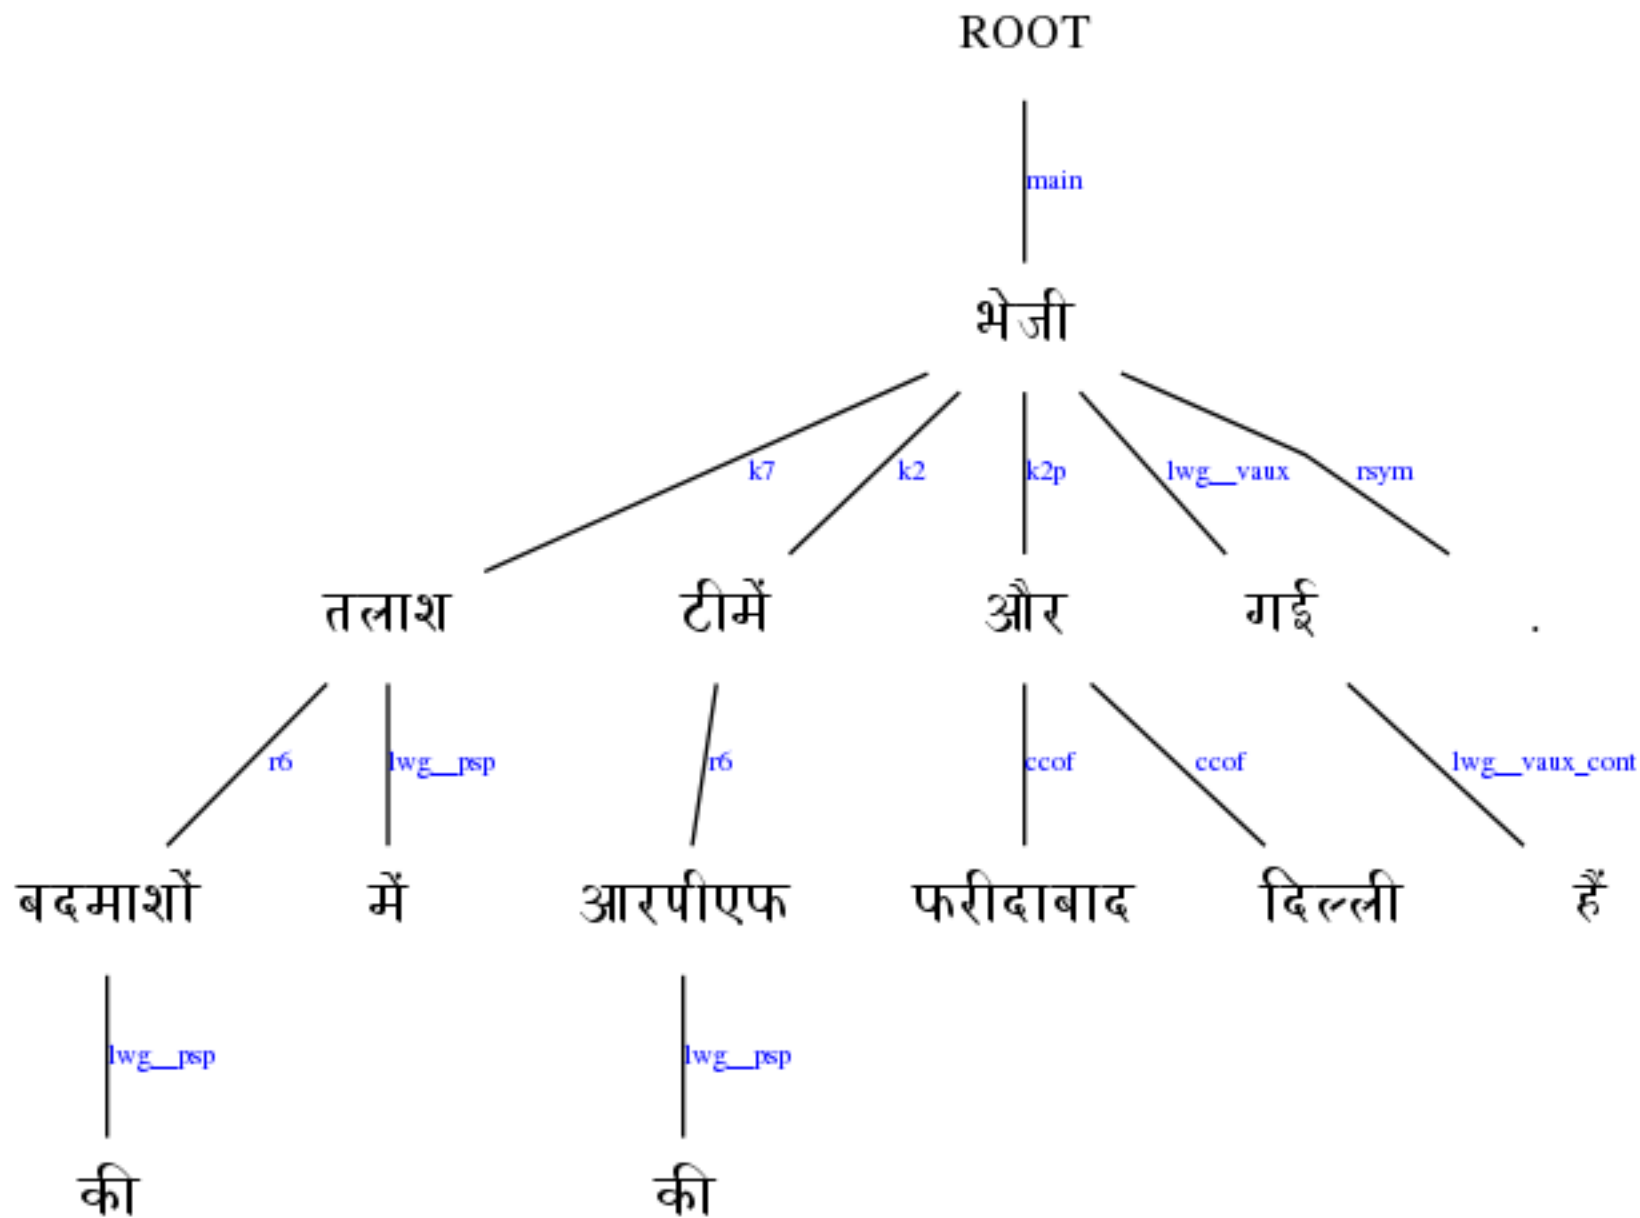 ROOT
main
भेजी
k7 k2 k2p lwg__vaux rsym
तलाश टीमें और गई .
r6 lwg__psp r6 ccof ccof lwg__vaux_cont
बदमाशों में आरपीएफ फरीदाबाद दिल्ली हैं
lwg__psp lwg__psp
की की